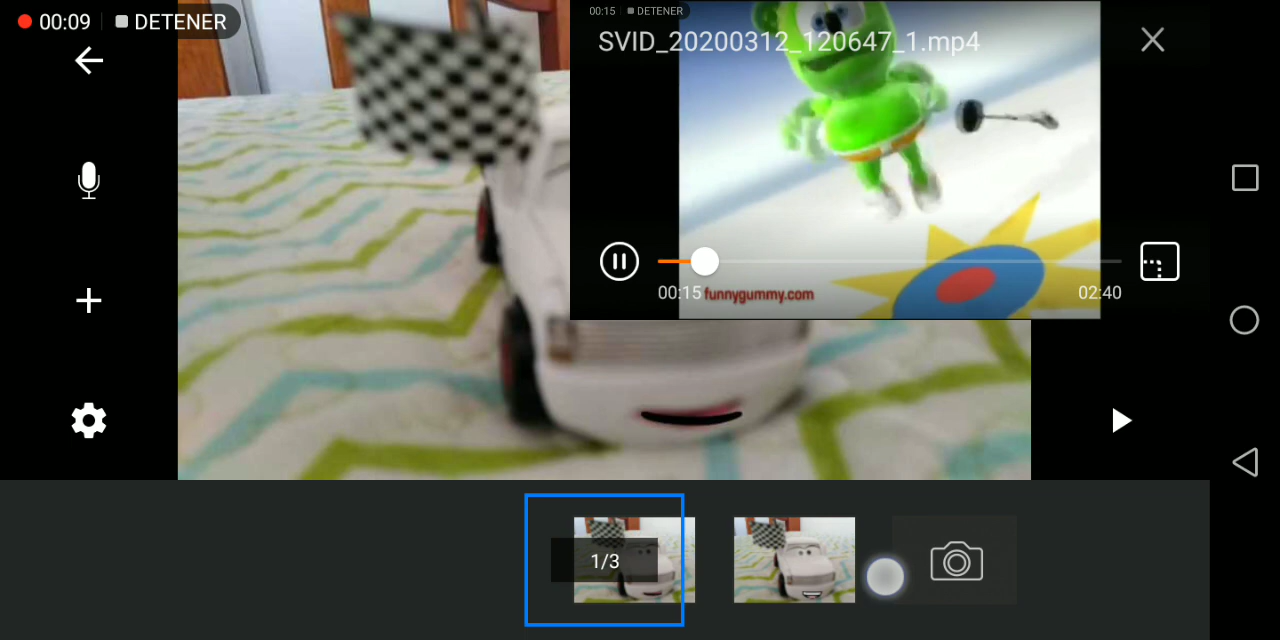 00:09 DETENER
00:15 DETENER
SVID_20200312_120647_1.mp4
00:15 funnygummy.com 02:40
1/3